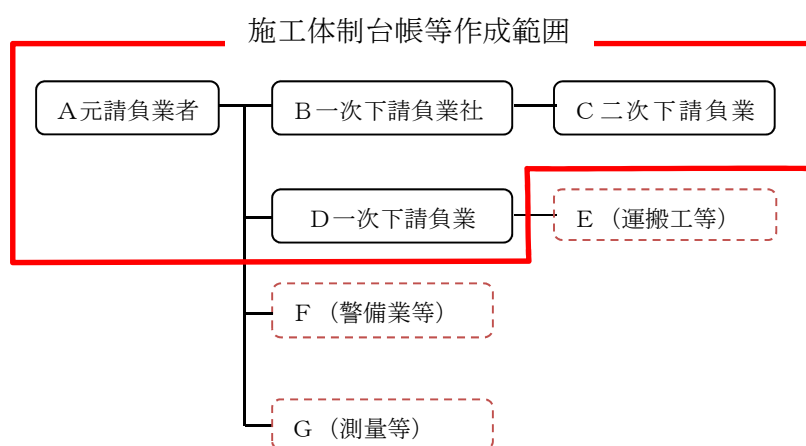 施工体制台帳等作成範囲
A元請負業者
B一次下請負業社
C二次下請負業
D一次下請負業
E（運搬工等）
F（警備業等）
G（測量等）